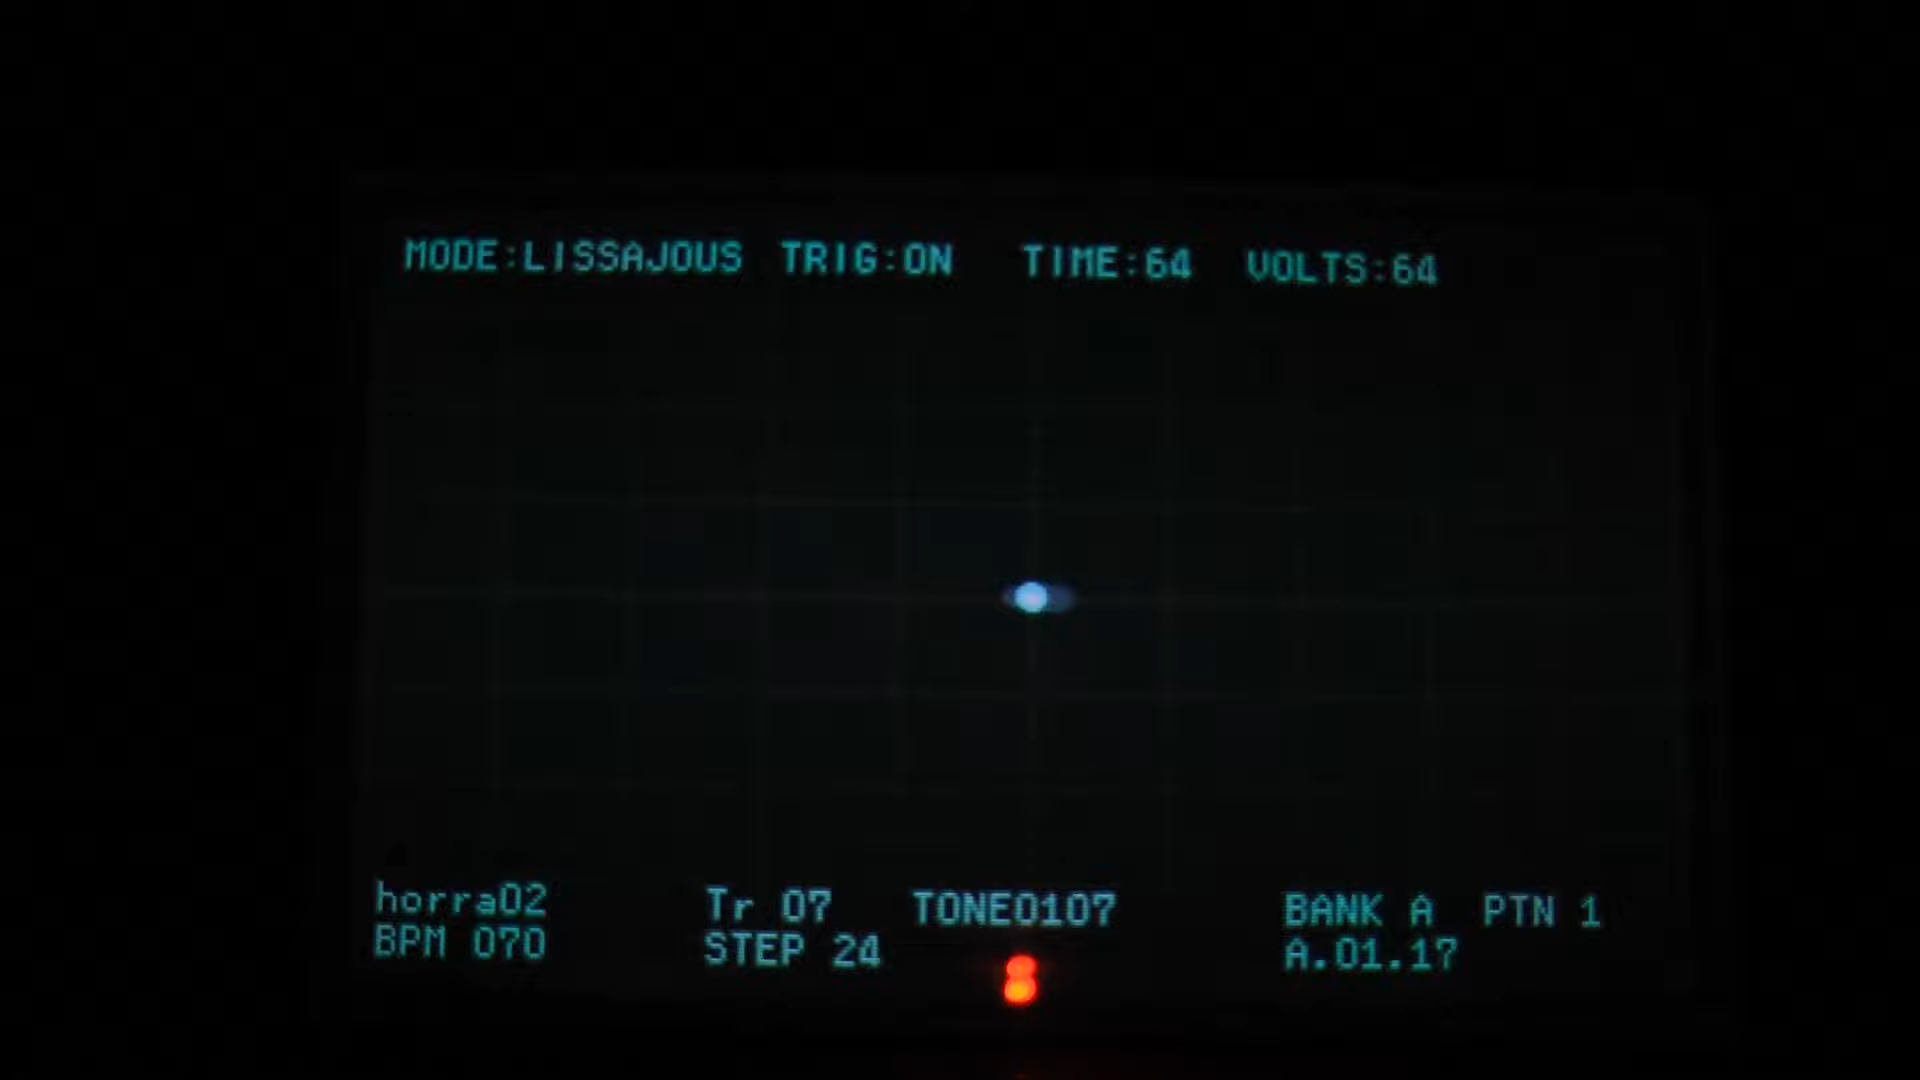 MODE:LISSAJOUS TRIG:ON TIME:64 VOLTS:64
horra02 Tr 07 TONE0107 BANK A PTN 1
BPM 070 STEP 24 A.01.17